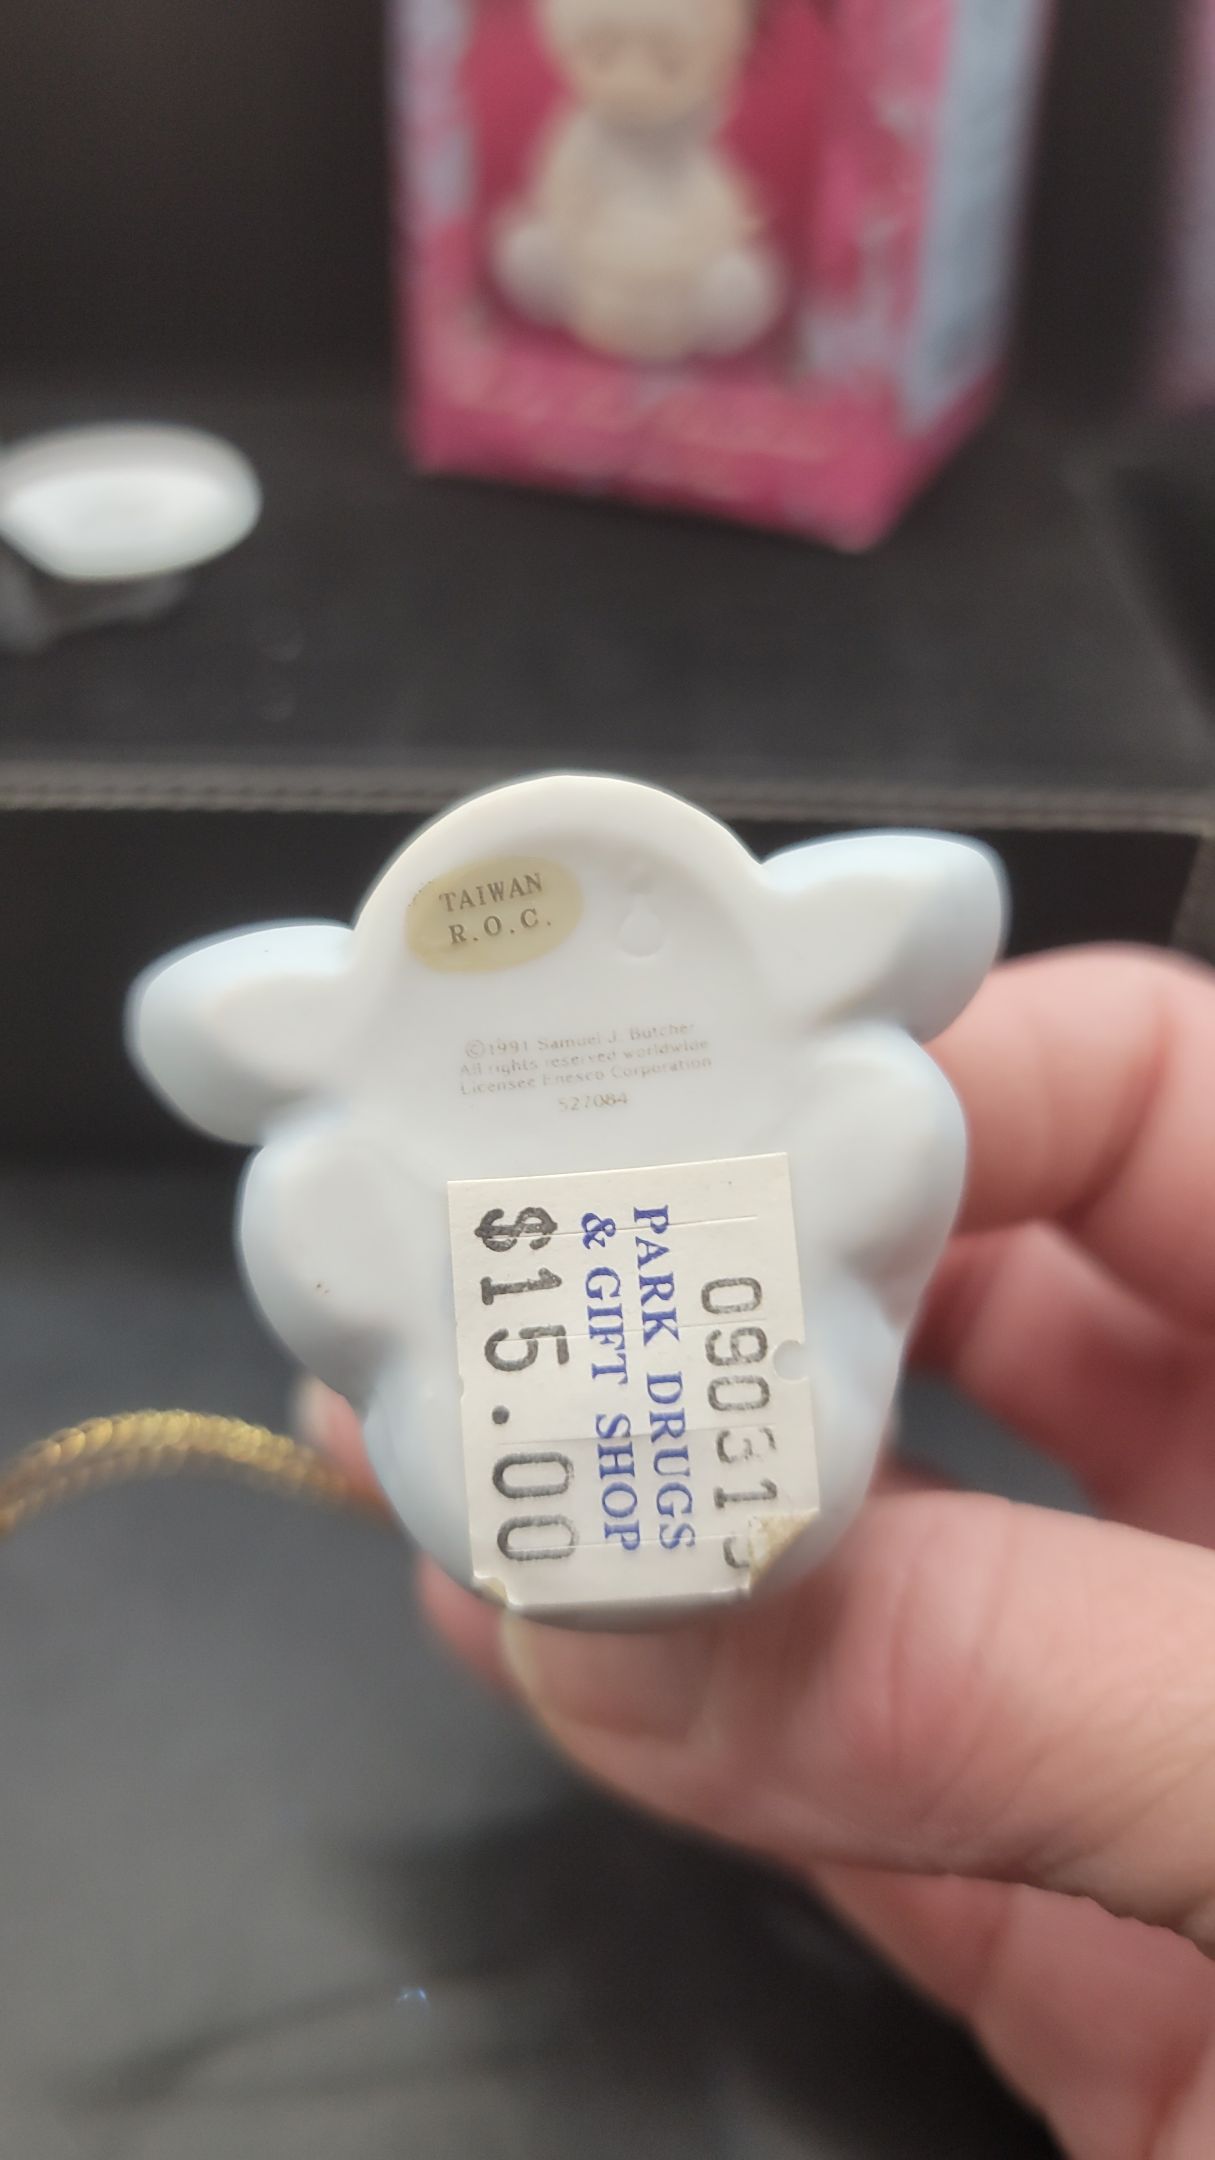 TAIWAN
R.O.C.
©1991 Samuel J. Butcher
All rights reserved worldwide
Licensee Enesco Corporation
527084
PARK DRUGS
& GIFT SHOP
$15.00